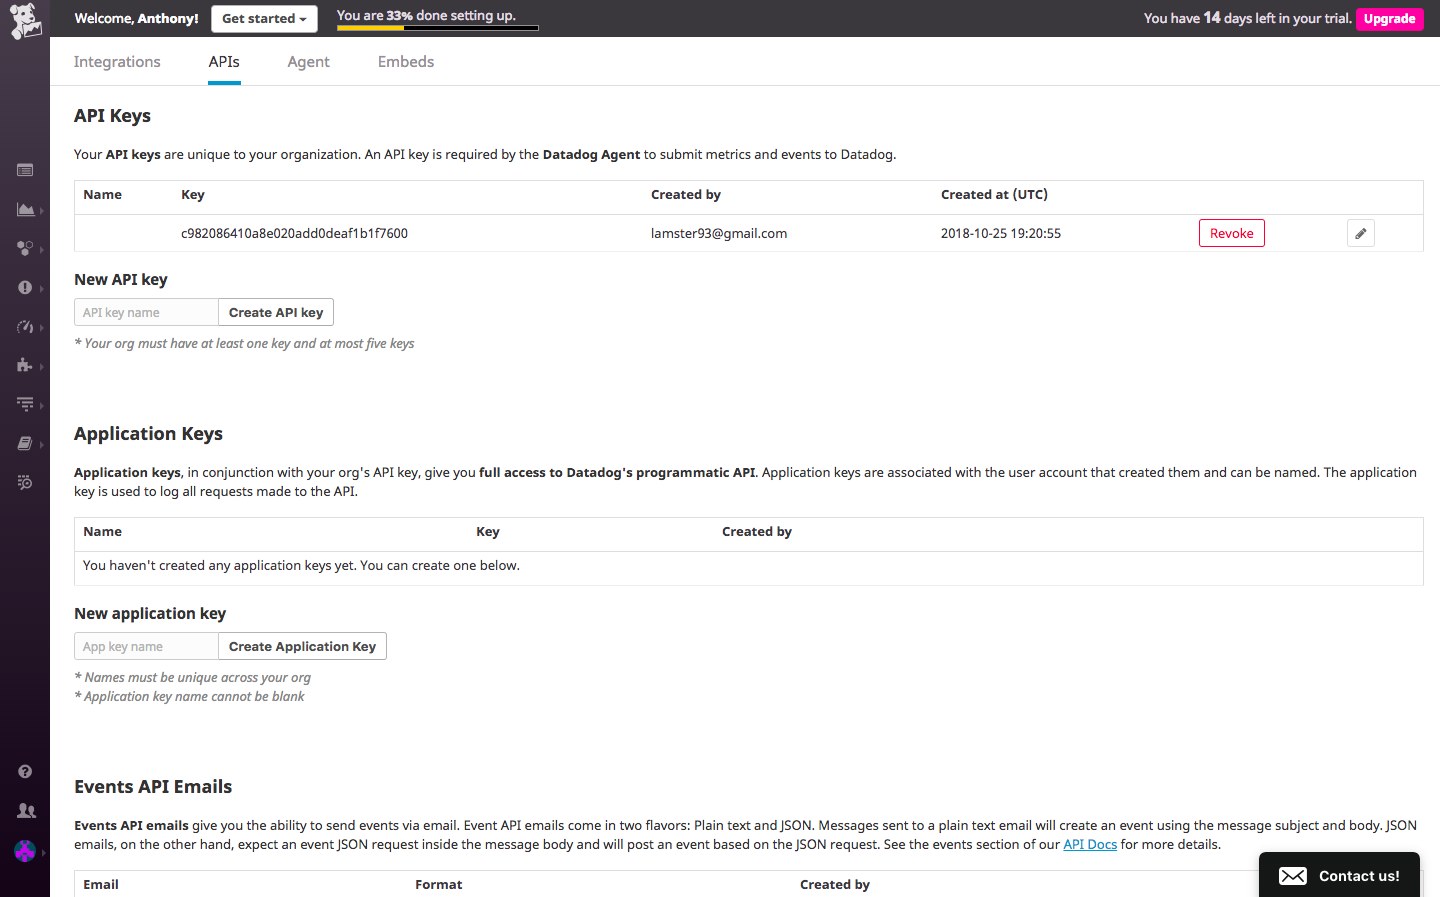 Welcome, Anthony!
Get started
You are 33% done setting up.
You have 14 days left in your trial.
Upgrade
Integrations
APIs
Agent
Embeds
API Keys
Your API keys are unique to your organization. An API key is required by the Datadog Agent to submit metrics and events to Datadog.
Name Key Created by Created at (UTC)
c982086410a8e020add0deaf1b1f7600 lamster93@gmail.com 2018-10-25 19:20:55 Revoke
New API key
API key name Create API key
* Your org must have at least one key and at most five keys
Application Keys
Application keys, in conjunction with your org's API key, give you full access to Datadog's programmatic API. Application keys are associated with the user account that created them and can be named. The application
key is used to log all requests made to the API.
Name Key Created by
You haven't created any application keys yet. You can create one below.
New application key
App key name Create Application Key
* Names must be unique across your org
* Application key name cannot be blank
Events API Emails
Events API emails give you the ability to send events via email. Event API emails come in two flavors: Plain text and JSON. Messages sent to a plain text email will create an event using the message subject and body. JSON
emails, on the other hand, expect an event JSON request inside the message body and will post an event based on the JSON request. See the events section of our API Docs for more details.
Email Format Created by
Contact us!